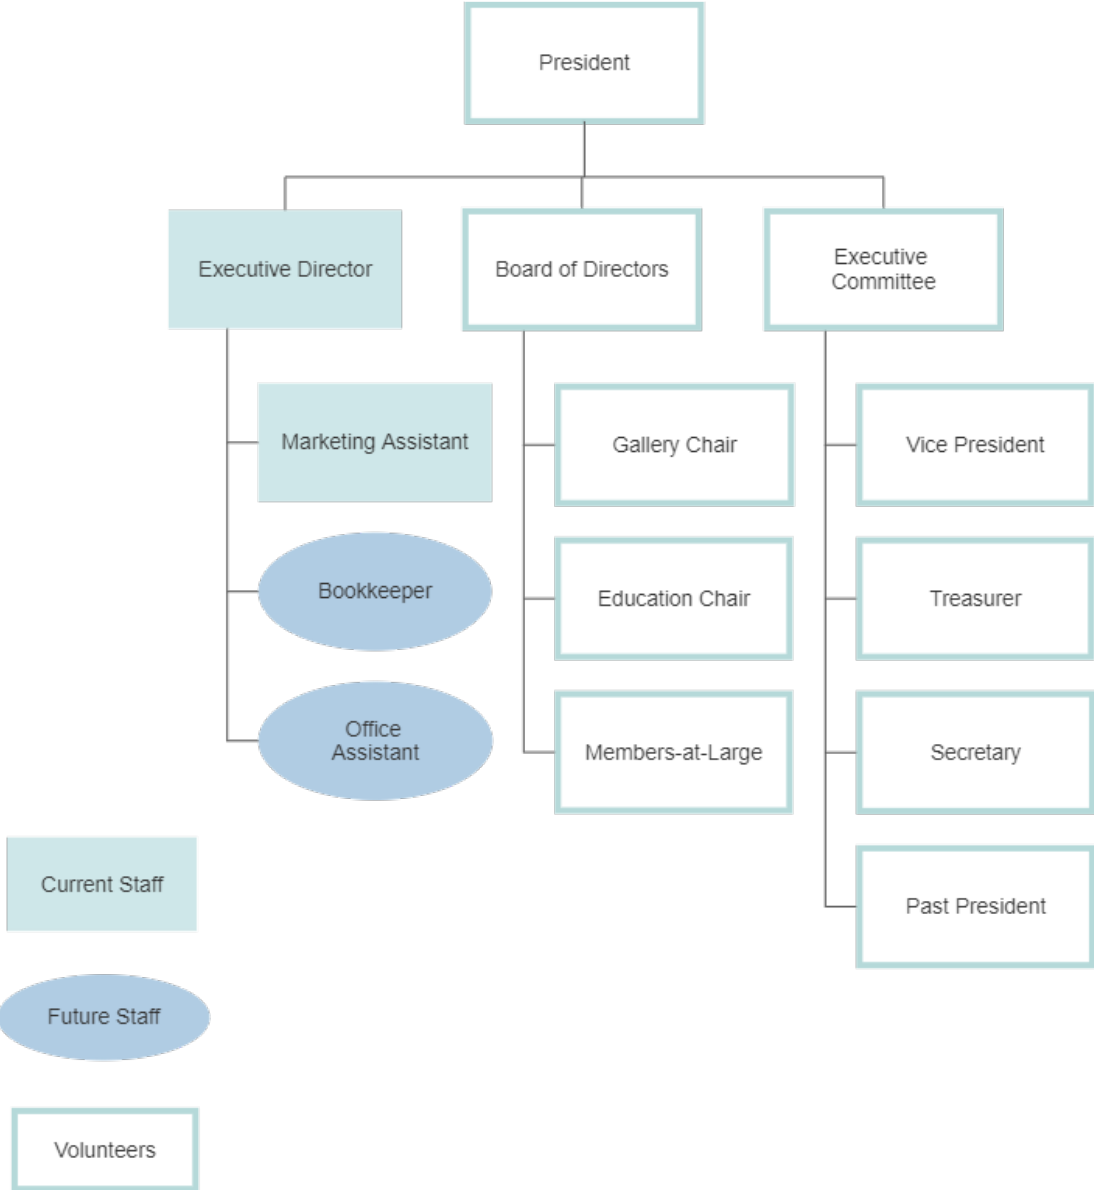 President
Executive Director
Board of Directors
Executive
Committee
Marketing Assistant
Bookkeeper
Office
Assistant
Gallery Chair
Education Chair
Members-at-Large
Vice President
Treasurer
Secretary
Past President
Current Staff
Future Staff
Volunteers